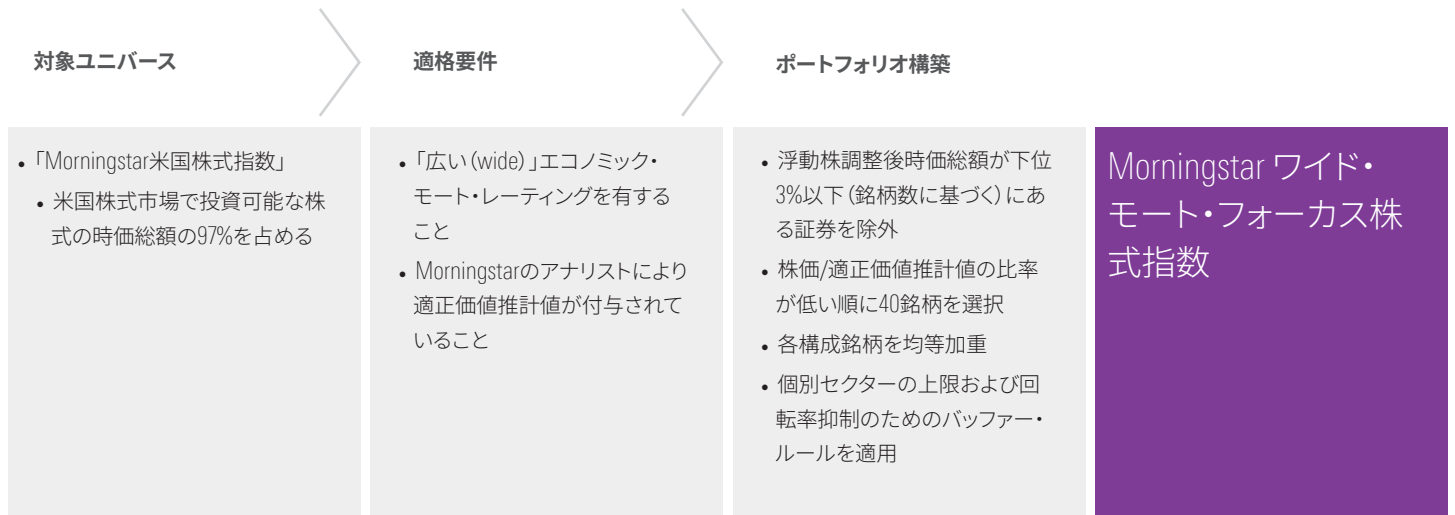 対象ユニバース
適格要件
ポートフォリオ構築
• 「Morningstar米国株式指数」
• 米国株式市場で投資可能な株
式の時価総額の97%を占める
• 「広い(wide)」エコノミック・
モート・レーティングを有する
こと
• Morningstarのアナリストにより
適正価値推計値が付与されて
いること
• 浮動株調整後時価総額が下位
3%以下(銘柄数に基づく)にあ
る証券を除外
• 株価/適正価値推計値の比率
が低い順に40銘柄を選択
• 各構成銘柄を均等加重
• 個別セクターの上限および回
転率抑制のためのバッファー・
ルールを適用
Morningstar ワイド・
モート・フォーカス株
式指数